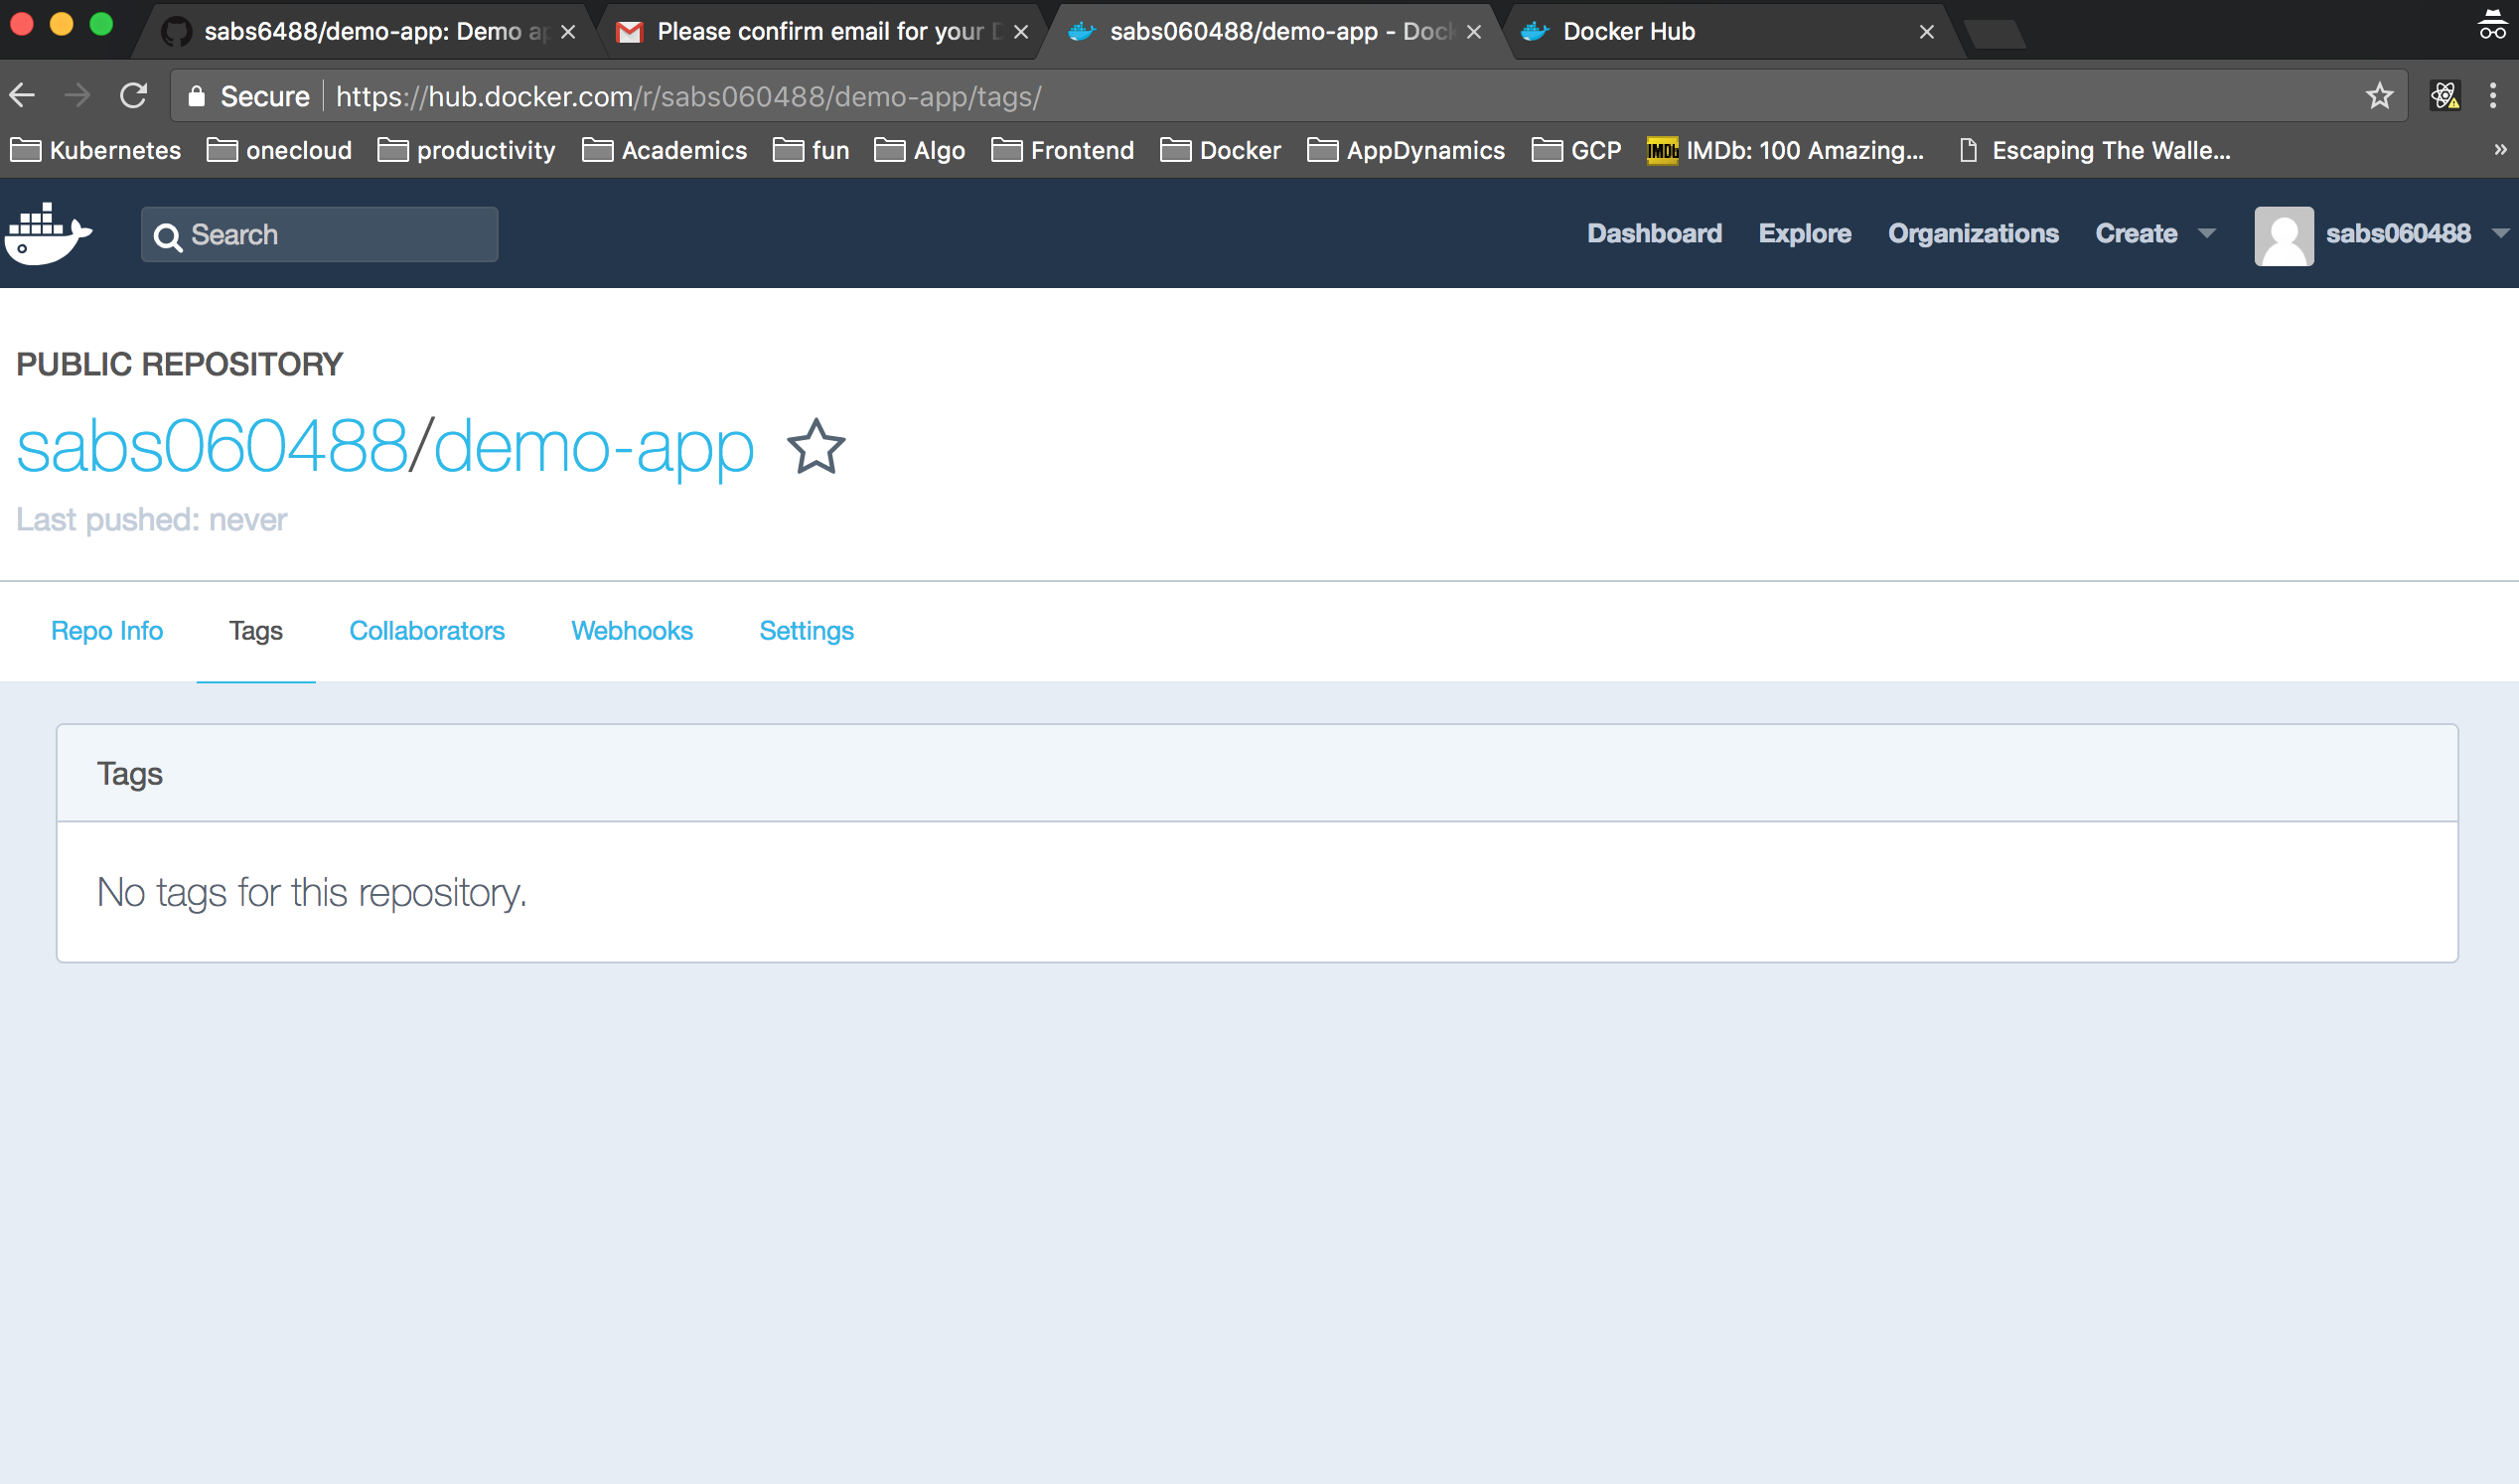 sabs6488/demo-app: Demo ap
Please confirm email for your D
sabs060488/demo-app - Dock
Docker Hub
Secure https://hub.docker.com/r/sabs060488/demo-app/tags/
Kubernetes onecloud productivity Academics fun Algo Frontend Docker AppDynamics GCP IMDb IMDb: 100 Amazing... Escaping The Walle... »
Search Dashboard Explore Organizations Create sabs060488
PUBLIC REPOSITORY
sabs060488/demo-app
Last pushed: never
Repo Info Tags Collaborators Webhooks Settings
Tags
No tags for this repository.